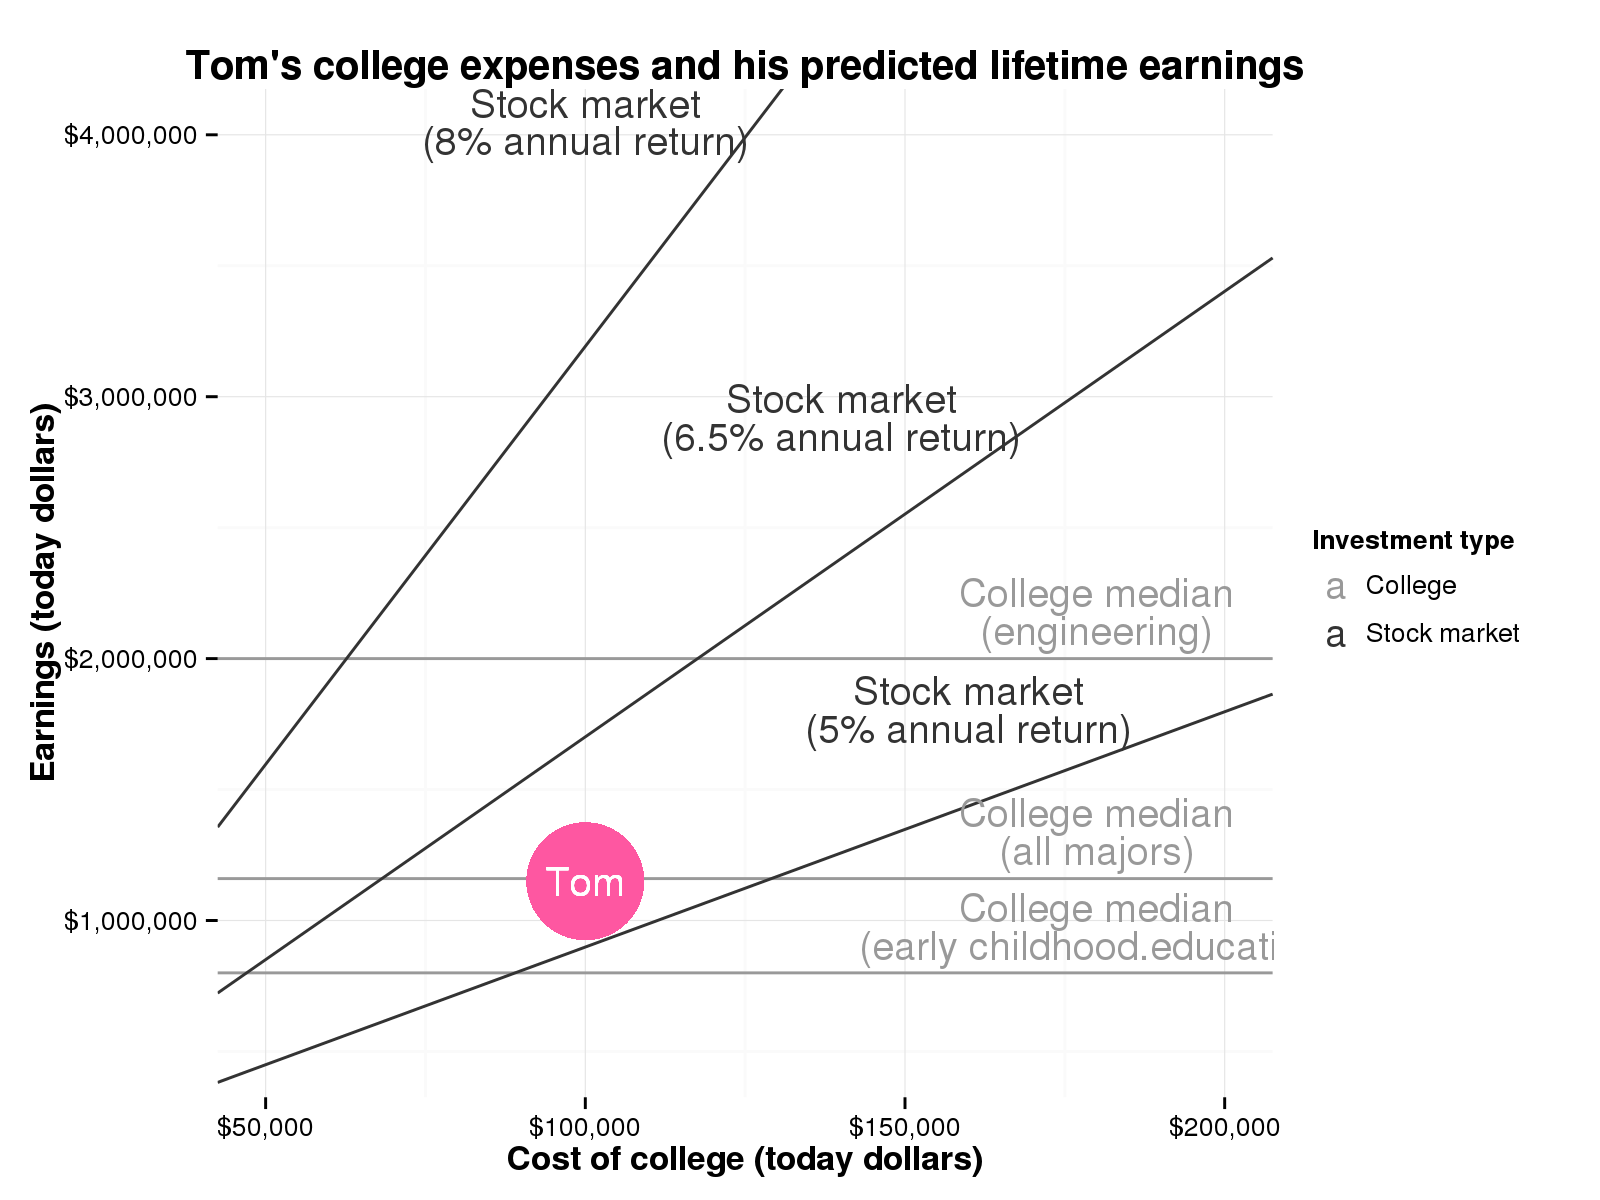 Tom's college expenses and his predicted lifetime earnings
Stock market
(8% annual return)
$4,000,000
Stock market
(6.5% annual return)
$3,000,000
College median
(engineering)
$2,000,000
Stock market
(5% annual return)
College median
(all majors)
Tom
College median
(early childhood.educati
$1,000,000
Earnings (today dollars)
$50,000
$100,000
$150,000
$200,000
Cost of college (today dollars)
Investment type
a College
a Stock market